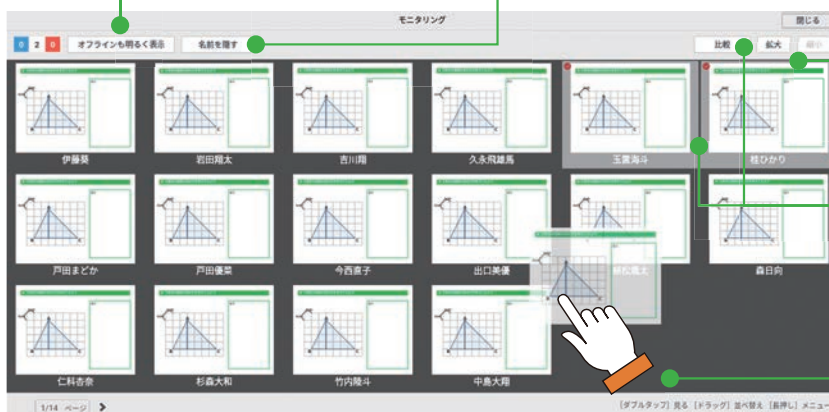 モニタリング
閉じる
0 2 0 オフラインも明るく表示 名前を隠す
比較 拡大 縮小
伊藤葵 岩田翔太 吉川翔 久永飛雄馬 玉置海斗 桂ひかり
戸田まどか 戸田優菜 今西直子 出口美優 森日向
仁科杏奈 杉森大和 竹内陸斗 中島大翔
1/14 ページ
[ダブルタップ] 見る [ドラッグ] 並べ替え [長押し] メニュー